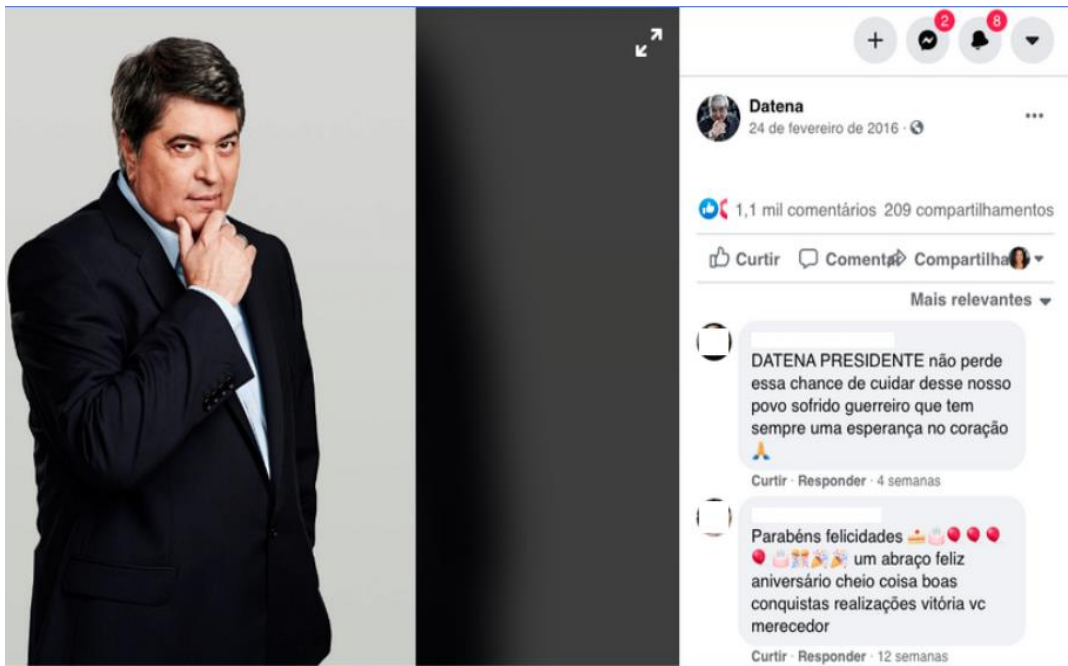 2
8
Datena
24 de fevereiro de 2016 ·
1,1 mil comentários 209 compartilhamentos
Curtir Comentar Compartilha
Mais relevantes
DATENA PRESIDENTE não perde
essa chance de cuidar desse nosso
povo sofrido guerreiro que tem
sempre uma esperança no coração
🙏
Curtir · Responder · 4 semanas
Parabéns felicidades 🍰🎂🎈🎈🎈
🎈🎂🎊🎉🎉 um abraço feliz
aniversário cheio coisa boas
conquistas realizações vitória vc
merecedor
Curtir · Responder · 12 semanas